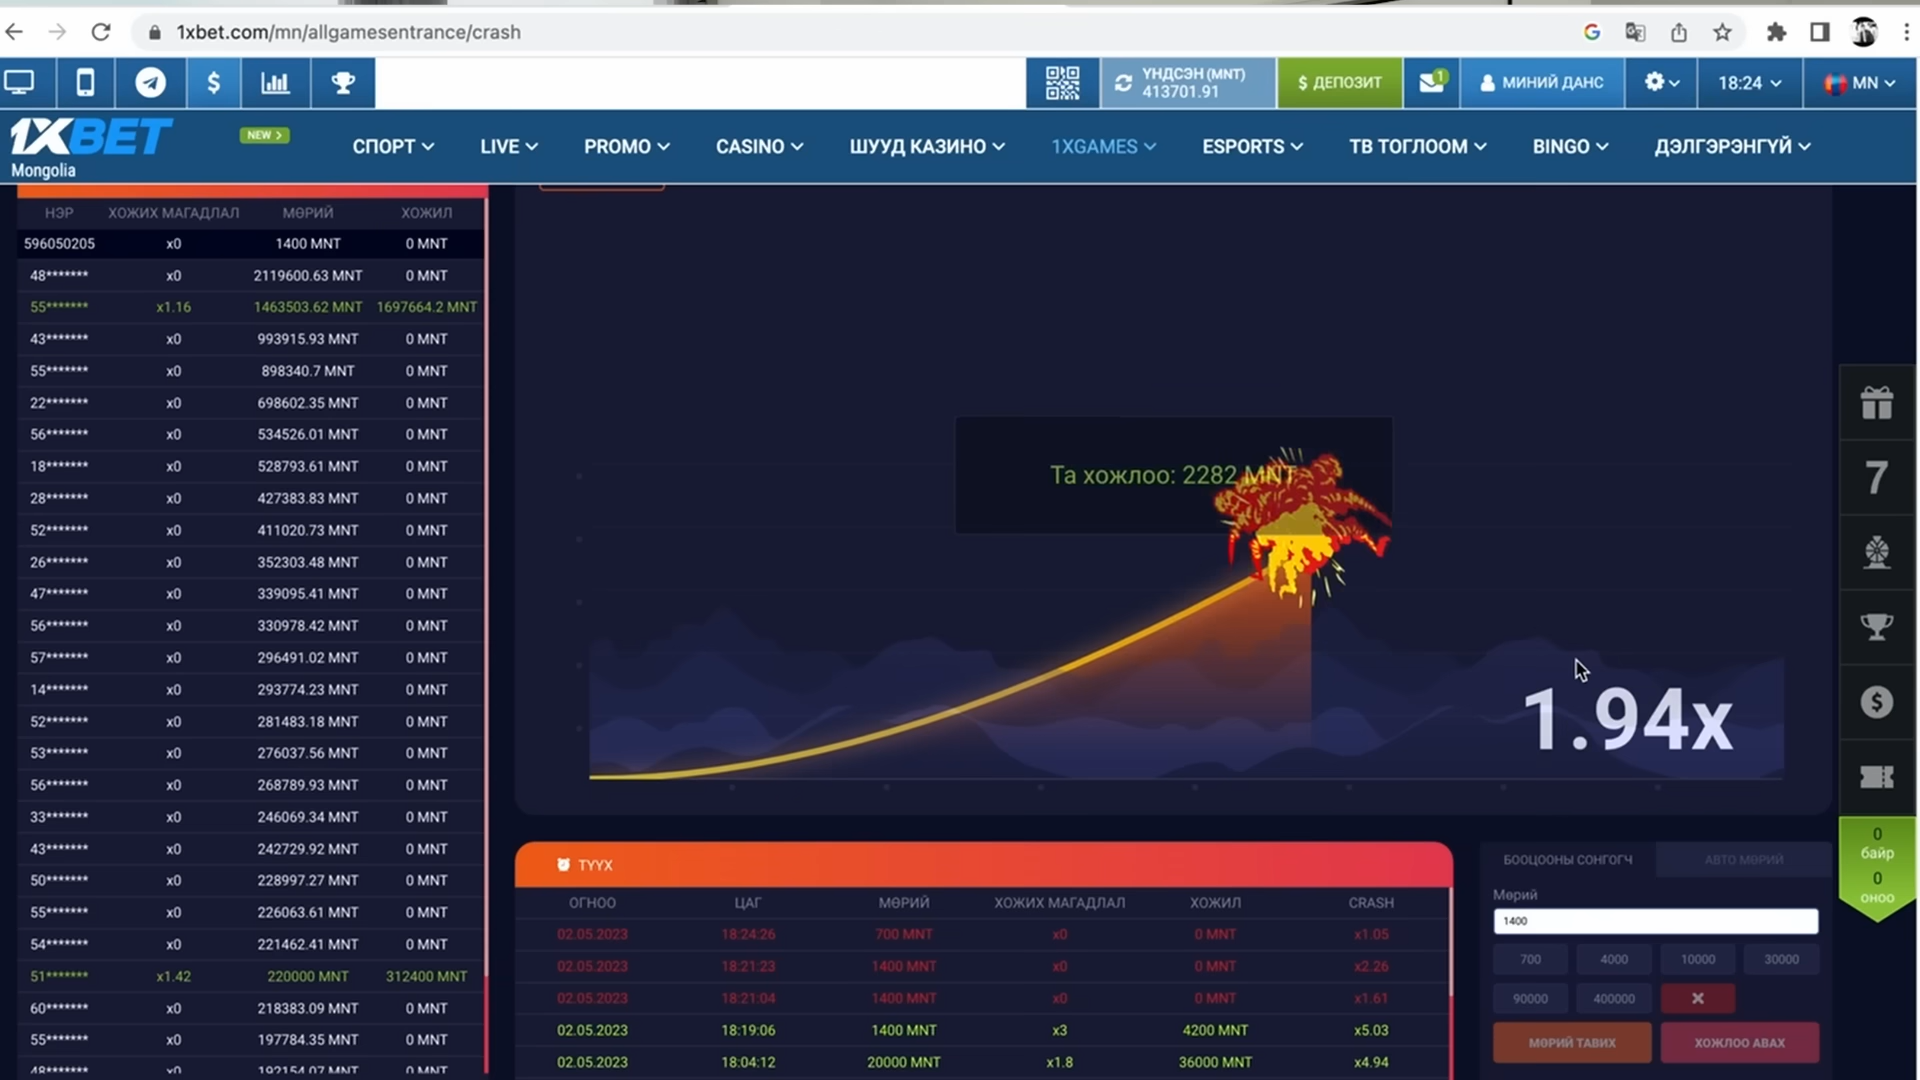 1xbet.com/mn/allgamesentrance/crash
ҮНДСЭН (MNT)
413701.91
$ ДЕПОЗИТ
1
МИНИЙ ДАНС
18:24
MN
1XBET
Mongolia
NEW >
СПОРТ
LIVE
PROMO
CASINO
ШУУД КАЗИНО
1XGAMES
ESPORTS
ТВ ТОГЛООМ
BINGO
ДЭЛГЭРЭНГҮЙ
НЭР ХОЖИХ МАГАДЛАЛ МӨРИЙ ХОЖИЛ
596050205 x0 1400 MNT 0 MNT
48******* x0 2119600.63 MNT 0 MNT
55******* x1.16 1463503.62 MNT 1697664.2 MNT
43******* x0 993915.93 MNT 0 MNT
55******* x0 898340.7 MNT 0 MNT
22******* x0 698602.35 MNT 0 MNT
56******* x0 534526.01 MNT 0 MNT
18******* x0 528793.61 MNT 0 MNT
28******* x0 427383.83 MNT 0 MNT
52******* x0 411020.73 MNT 0 MNT
26******* x0 352303.48 MNT 0 MNT
47******* x0 339095.41 MNT 0 MNT
56******* x0 330978.42 MNT 0 MNT
57******* x0 296491.02 MNT 0 MNT
14******* x0 293774.23 MNT 0 MNT
52******* x0 281483.18 MNT 0 MNT
53******* x0 276037.56 MNT 0 MNT
56******* x0 268789.93 MNT 0 MNT
33******* x0 246069.34 MNT 0 MNT
43******* x0 242729.92 MNT 0 MNT
50******* x0 228997.27 MNT 0 MNT
55******* x0 226063.61 MNT 0 MNT
54******* x0 221462.41 MNT 0 MNT
51******* x1.42 220000 MNT 312400 MNT
60******* x0 218383.09 MNT 0 MNT
55******* x0 197784.35 MNT 0 MNT
48******* x0 192154.07 MNT 0 MNT
Та хожлоо: 2282 MNT
1.94x
ТҮҮХ
ОГНОО ЦАГ МӨРИЙ ХОЖИХ МАГАДЛАЛ ХОЖИЛ CRASH
02.05.2023 18:24:26 700 MNT x0 0 MNT x1.05
02.05.2023 18:21:23 1400 MNT x0 0 MNT x2.26
02.05.2023 18:21:04 1400 MNT x0 0 MNT x1.61
02.05.2023 18:19:06 1400 MNT x3 4200 MNT x5.03
02.05.2023 18:04:12 20000 MNT x1.8 36000 MNT x4.94
БООЦООНЫ СОНГОГЧ
АВТО МӨРИЙ
Мөрий
1400
700 4000 10000 30000
90000 400000
МӨРИЙ ТАВИХ
ХОЖЛОО АВАХ
7
0
байр
0
оноо